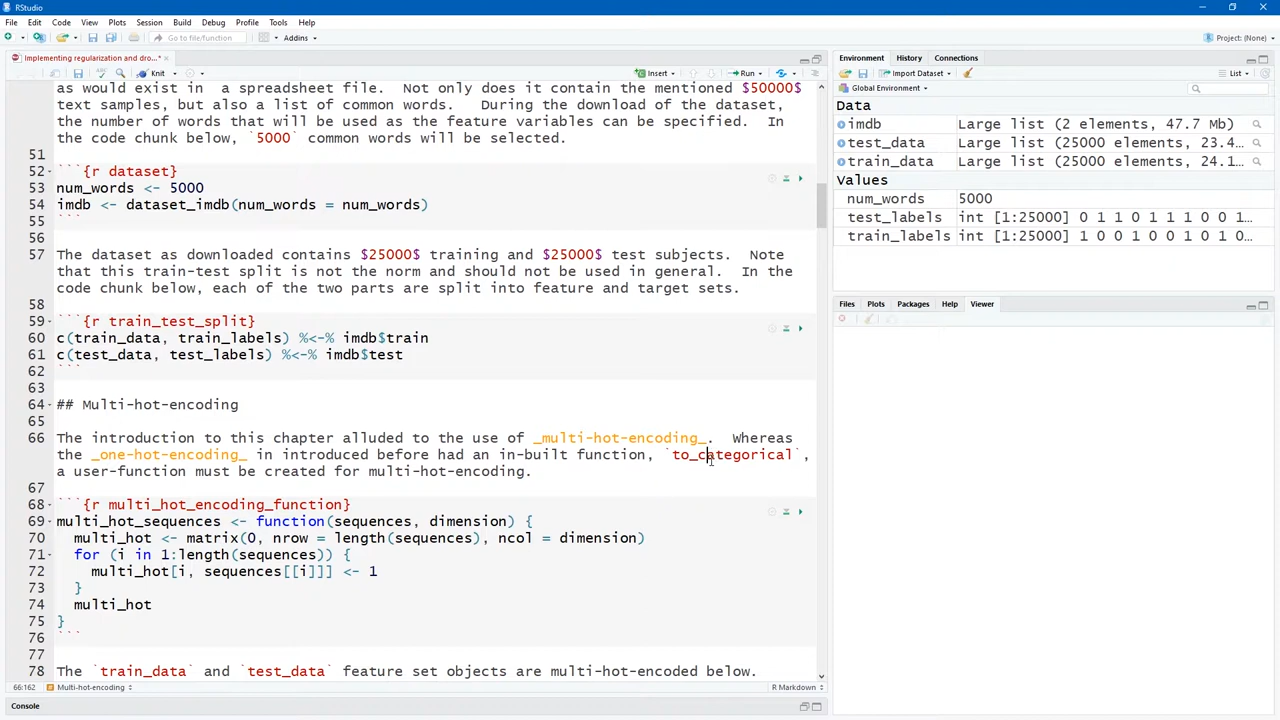 RStudio
File Edit Code View Plots Session Build Debug Profile Tools Help
Go to file/function Addins Project: (None)
Implementing regularization and dro...*
Knit Insert Run
as would exist in a spreadsheet file. Not only does it contain the mentioned $50000$
text samples, but also a list of common words. During the download of the dataset,
the number of words that will be used as the feature variables can be specified. In
the code chunk below, `5000` common words will be selected.
51
52 ```{r dataset}
53 num_words <- 5000
54 imdb <- dataset_imdb(num_words = num_words)
55 ```
56
57 The dataset as downloaded contains $25000$ training and $25000$ test subjects. Note
that this train-test split is not the norm and should not be used in general. In the
code chunk below, each of the two parts are split into feature and target sets.
58
59 ```{r train_test_split}
60 c(train_data, train_labels) %<-% imdb$train
61 c(test_data, test_labels) %<-% imdb$test
62 ```
63
64 ## Multi-hot-encoding
65
66 The introduction to this chapter alluded to the use of _multi-hot-encoding_. Whereas
the _one-hot-encoding_ in introduced before had an in-built function, `to_categorical`,
a user-function must be created for multi-hot-encoding.
67
68 ```{r multi_hot_encoding_function}
69 multi_hot_sequences <- function(sequences, dimension) {
70 multi_hot <- matrix(0, nrow = length(sequences), ncol = dimension)
71 for (i in 1:length(sequences)) {
72 multi_hot[i, sequences[[i]]] <- 1
73 }
74 multi_hot
75 }
76 ```
77
78 The `train_data` and `test_data` feature set objects are multi-hot-encoded below.
66:162 Multi-hot-encoding R Markdown
Console
Environment History Connections
Import Dataset List
Global Environment
Data
imdb Large list (2 elements, 47.7 Mb)
test_data Large list (25000 elements, 23.4...
train_data Large list (25000 elements, 24.1...
Values
num_words 5000
test_labels int [1:25000] 0 1 1 0 1 1 1 0 0 1...
train_labels int [1:25000] 1 0 0 1 0 0 1 0 1 0...
Files Plots Packages Help Viewer